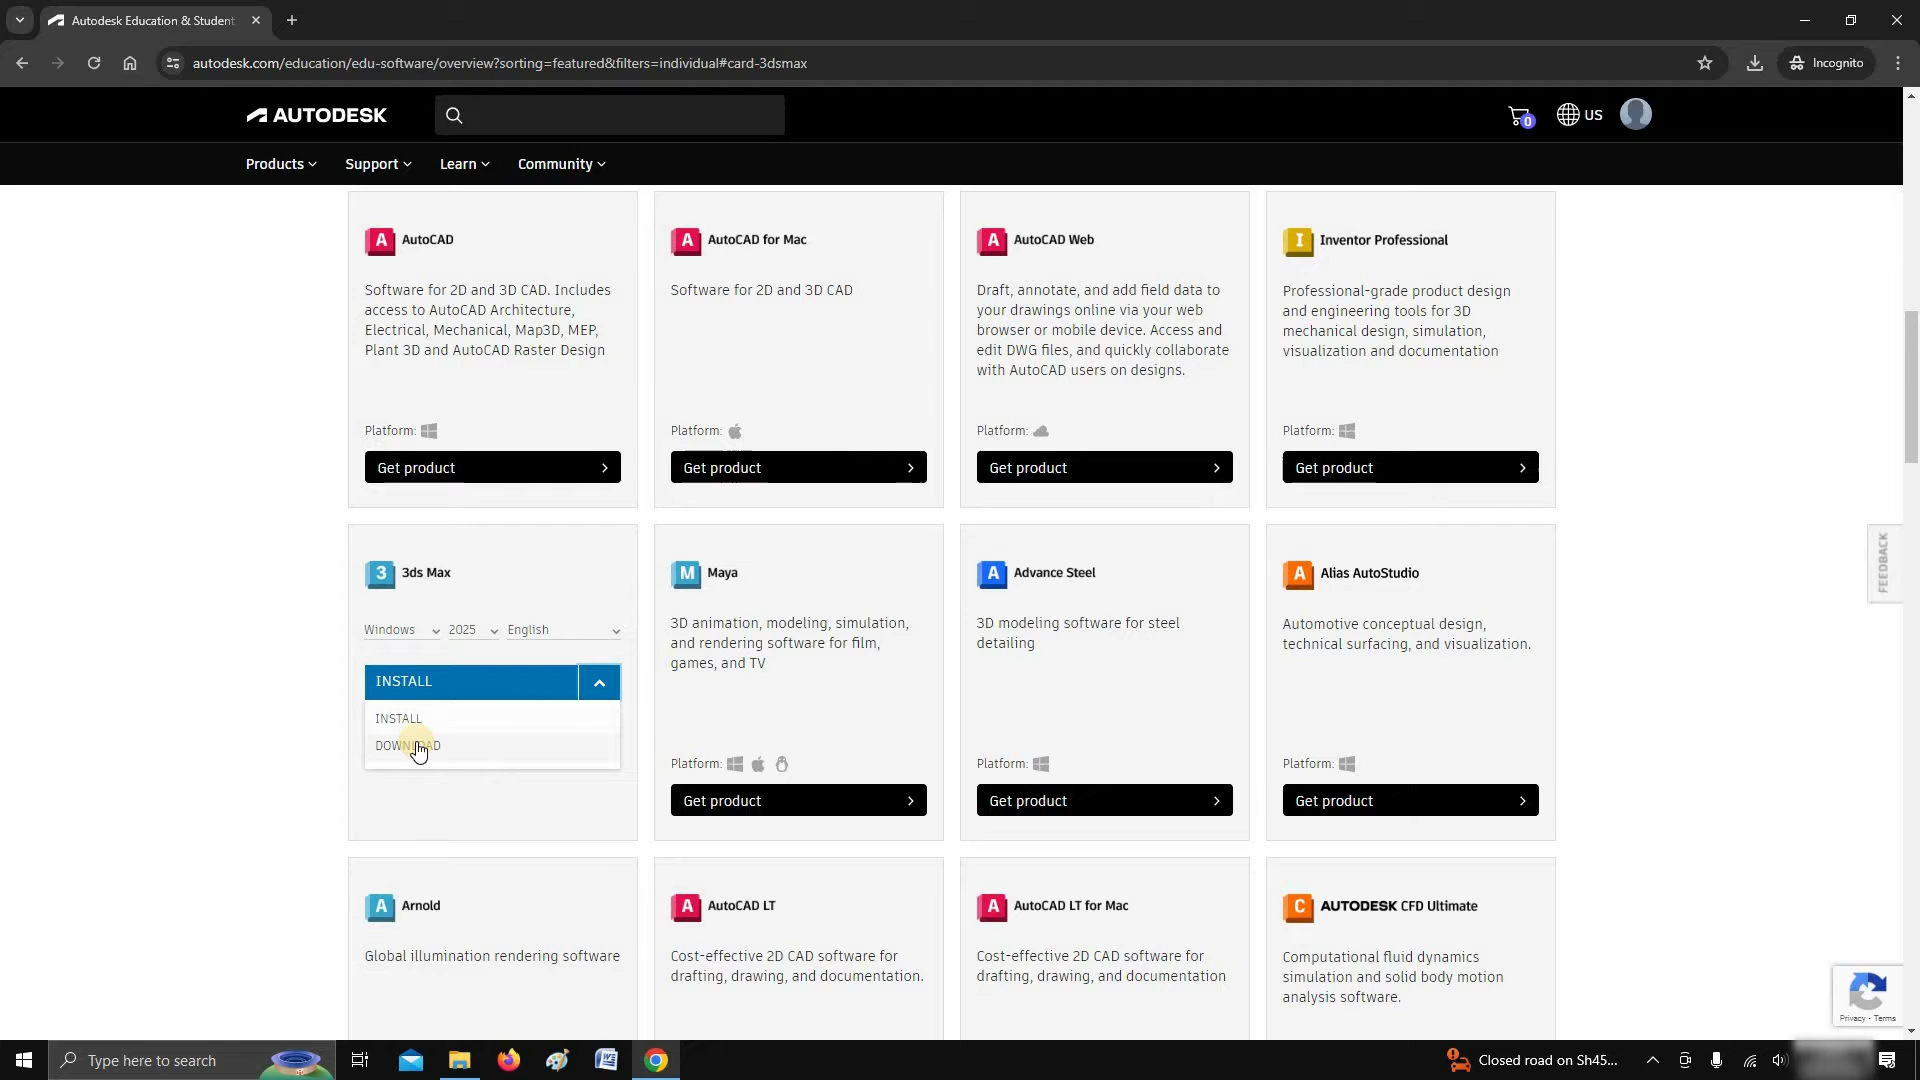 Autodesk Education & Student
autodesk.com/education/edu-software/overview?sorting=featured&filters=individual#card-3dsmax
Incognito
AUTODESK
0
US
Products
Support
Learn
Community
A AutoCAD
Software for 2D and 3D CAD. Includes
access to AutoCAD Architecture,
Electrical, Mechanical, Map3D, MEP,
Plant 3D and AutoCAD Raster Design
Platform:
Get product
A AutoCAD for Mac
Software for 2D and 3D CAD
Platform:
Get product
A AutoCAD Web
Draft, annotate, and add field data to
your drawings online via your web
browser or mobile device. Access and
edit DWG files, and quickly collaborate
with AutoCAD users on designs.
Platform:
Get product
I Inventor Professional
Professional-grade product design
and engineering tools for 3D
mechanical design, simulation,
visualization and documentation
Platform:
Get product
3 3ds Max
Windows 2025 English
INSTALL
INSTALL
DOWNLOAD
M Maya
3D animation, modeling, simulation,
and rendering software for film,
games, and TV
Platform:
Get product
A Advance Steel
3D modeling software for steel
detailing
Platform:
Get product
A Alias AutoStudio
Automotive conceptual design,
technical surfacing, and visualization.
Platform:
Get product
FEEDBACK
A Arnold
Global illumination rendering software
A AutoCAD LT
Cost-effective 2D CAD software for
drafting, drawing, and documentation.
A AutoCAD LT for Mac
Cost-effective 2D CAD software for
drafting, drawing, and documentation
C AUTODESK CFD Ultimate
Computational fluid dynamics
simulation and solid body motion
analysis software.
Privacy - Terms
Type here to search
Closed road on Sh45...